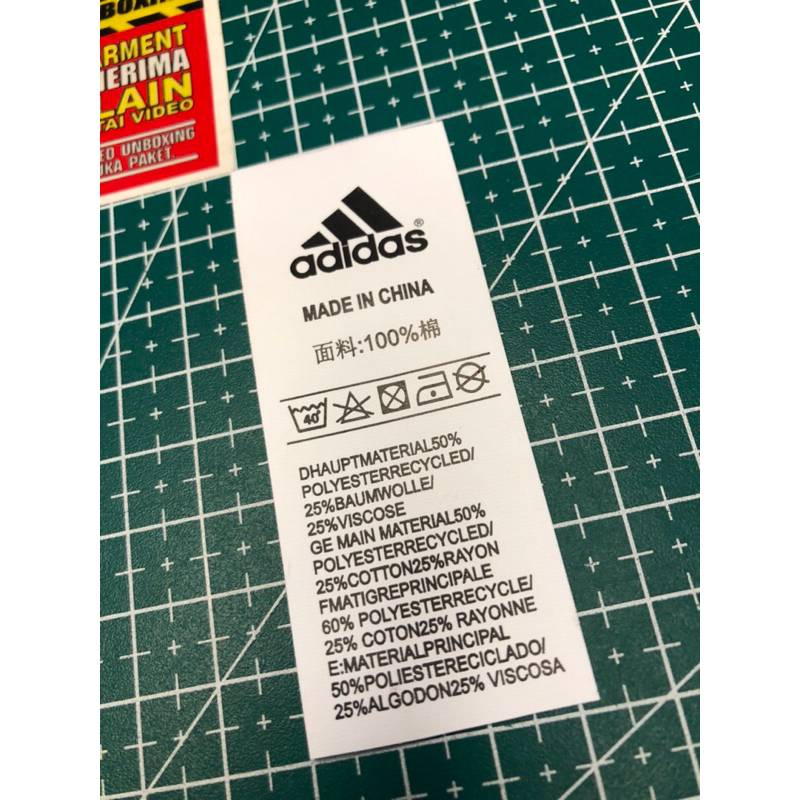 ARMENT
ERIMA
LAIN
TAI VIDEO
EO UNBOXING
UKA PAKET.
adidas®
MADE IN CHINA
面料:100%棉
40°
DHAUPTMATERIAL50%
POLYESTERRECYCLED/
25%BAUMWOLLE/
25%VISCOSE
GE MAIN MATERIAL50%
POLYESTERRECYCLED/
25%COTTON25%RAYON
FMATIGREPRINCIPALE
60% POLYESTERRECYCLE/
25% COTON25% RAYONNE
E:MATERIALPRINCIPAL
50%POLIESTERECICLADO/
25%ALGODON25% VISCOSA